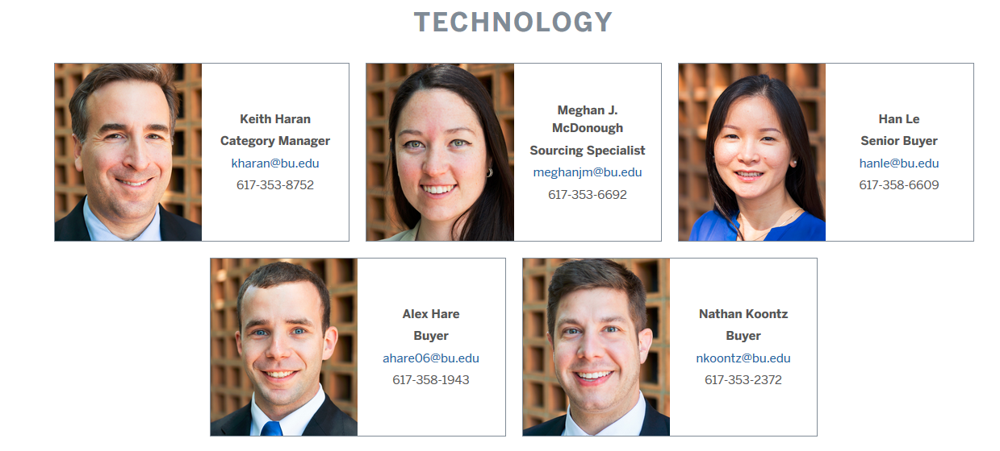 TECHNOLOGY
Keith Haran
Category Manager
kharan@bu.edu
617-353-8752
Meghan J.
McDonough
Sourcing Specialist
meghanjm@bu.edu
617-353-6692
Han Le
Senior Buyer
hanle@bu.edu
617-358-6609
Alex Hare
Buyer
ahare06@bu.edu
617-358-1943
Nathan Koontz
Buyer
nkoontz@bu.edu
617-353-2372